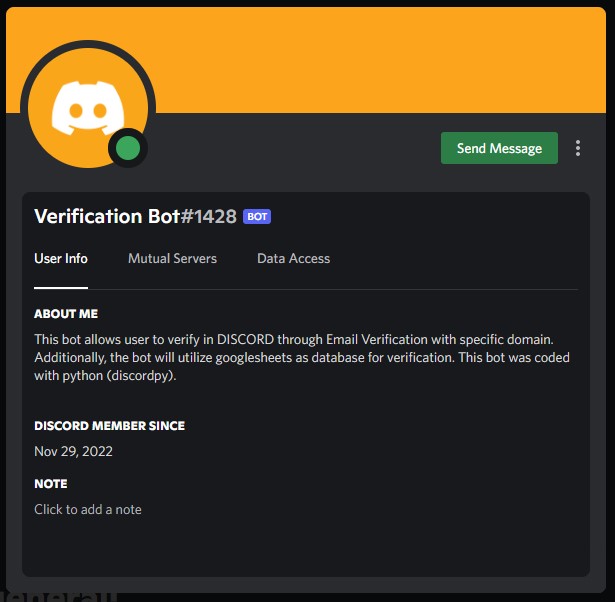 Send Message
Verification Bot#1428 BOT
User Info Mutual Servers Data Access
ABOUT ME
This bot allows user to verify in DISCORD through Email Verification with specific domain.
Additionally, the bot will utilize googlesheets as database for verification. This bot was coded
with python (discordpy).
DISCORD MEMBER SINCE
Nov 29, 2022
NOTE
Click to add a note